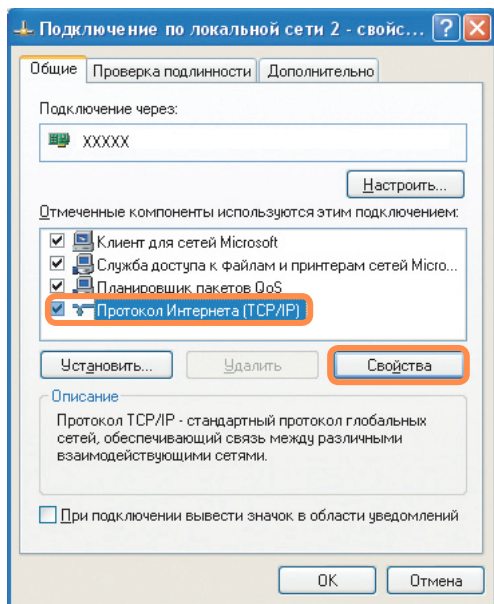 Подключение по локальной сети 2 - свойс...
Общие Проверка подлинности Дополнительно
Подключение через:
XXXXX
Настроить...
Отмеченные компоненты используются этим подключением:
Клиент для сетей Microsoft
Служба доступа к файлам и принтерам сетей Micro...
Планировщик пакетов QoS
Протокол Интернета (TCP/IP)
Установить... Удалить Свойства
Описание
Протокол TCP/IP - стандартный протокол глобальных
сетей, обеспечивающий связь между различными
взаимодействующими сетями.
При подключении вывести значок в области уведомлений
OK Отмена